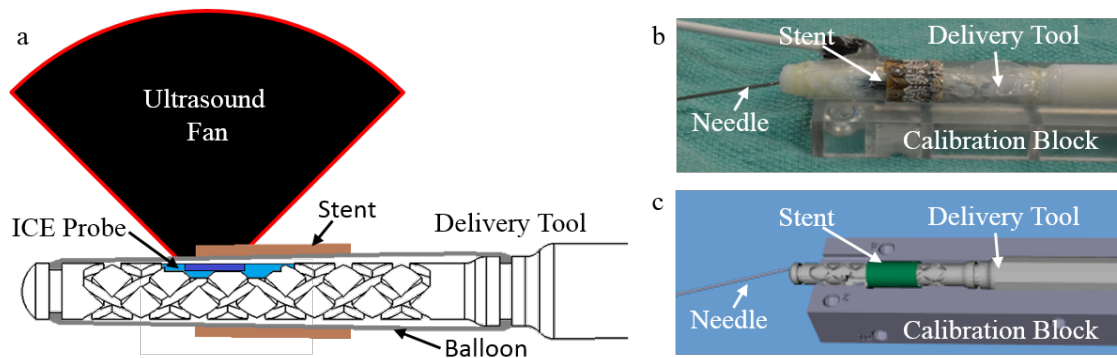 a
Ultrasound
Fan
ICE Probe
Stent
Delivery Tool
Balloon
b
Stent
Delivery Tool
Needle
Calibration Block
c
Stent
Delivery Tool
Needle
Calibration Block